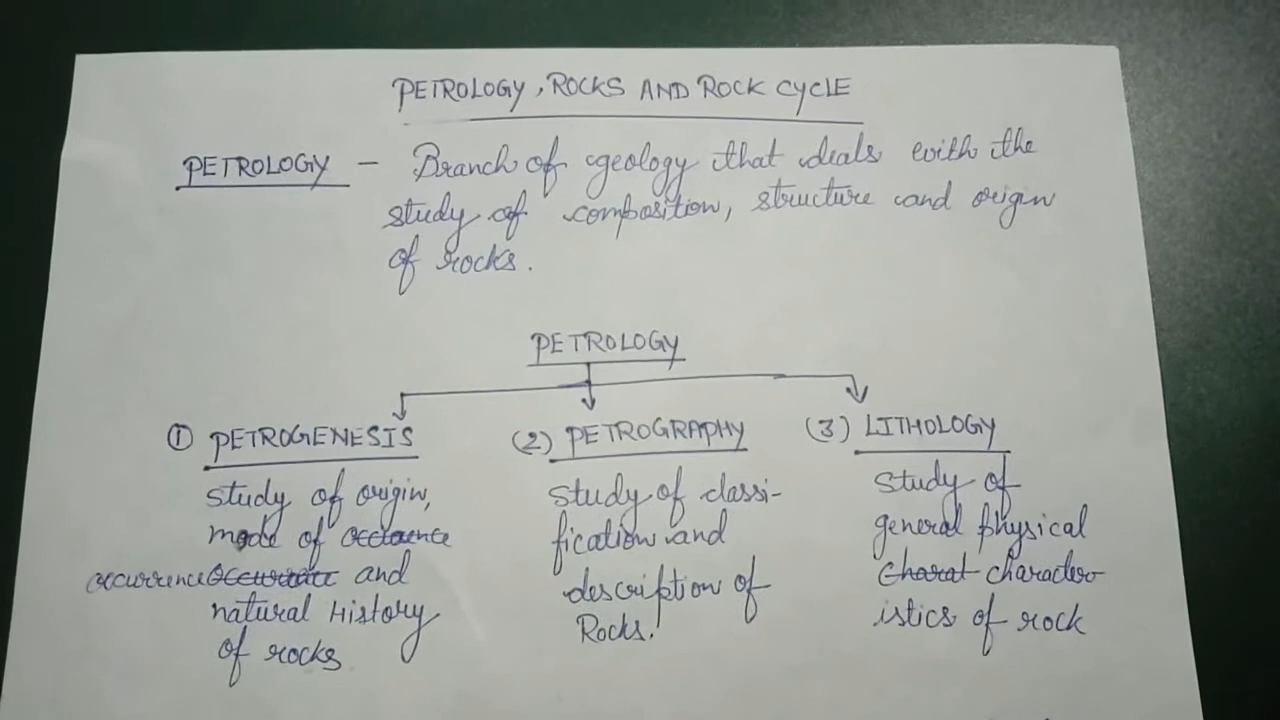 PETROLOGY, ROCKS AND ROCK CYCLE
PETROLOGY - Branch of geology that deals with the
study of composition, structure and origin
of rocks.
PETROLOGY
① PETROGENESIS
study of origin,
mode of
occurrence and
natural History
of rocks
(2) PETROGRAPHY
study of classi-
fication and
description of
Rocks.
(3) LITHOLOGY
Study of
general physical
Charat character
istics of rock